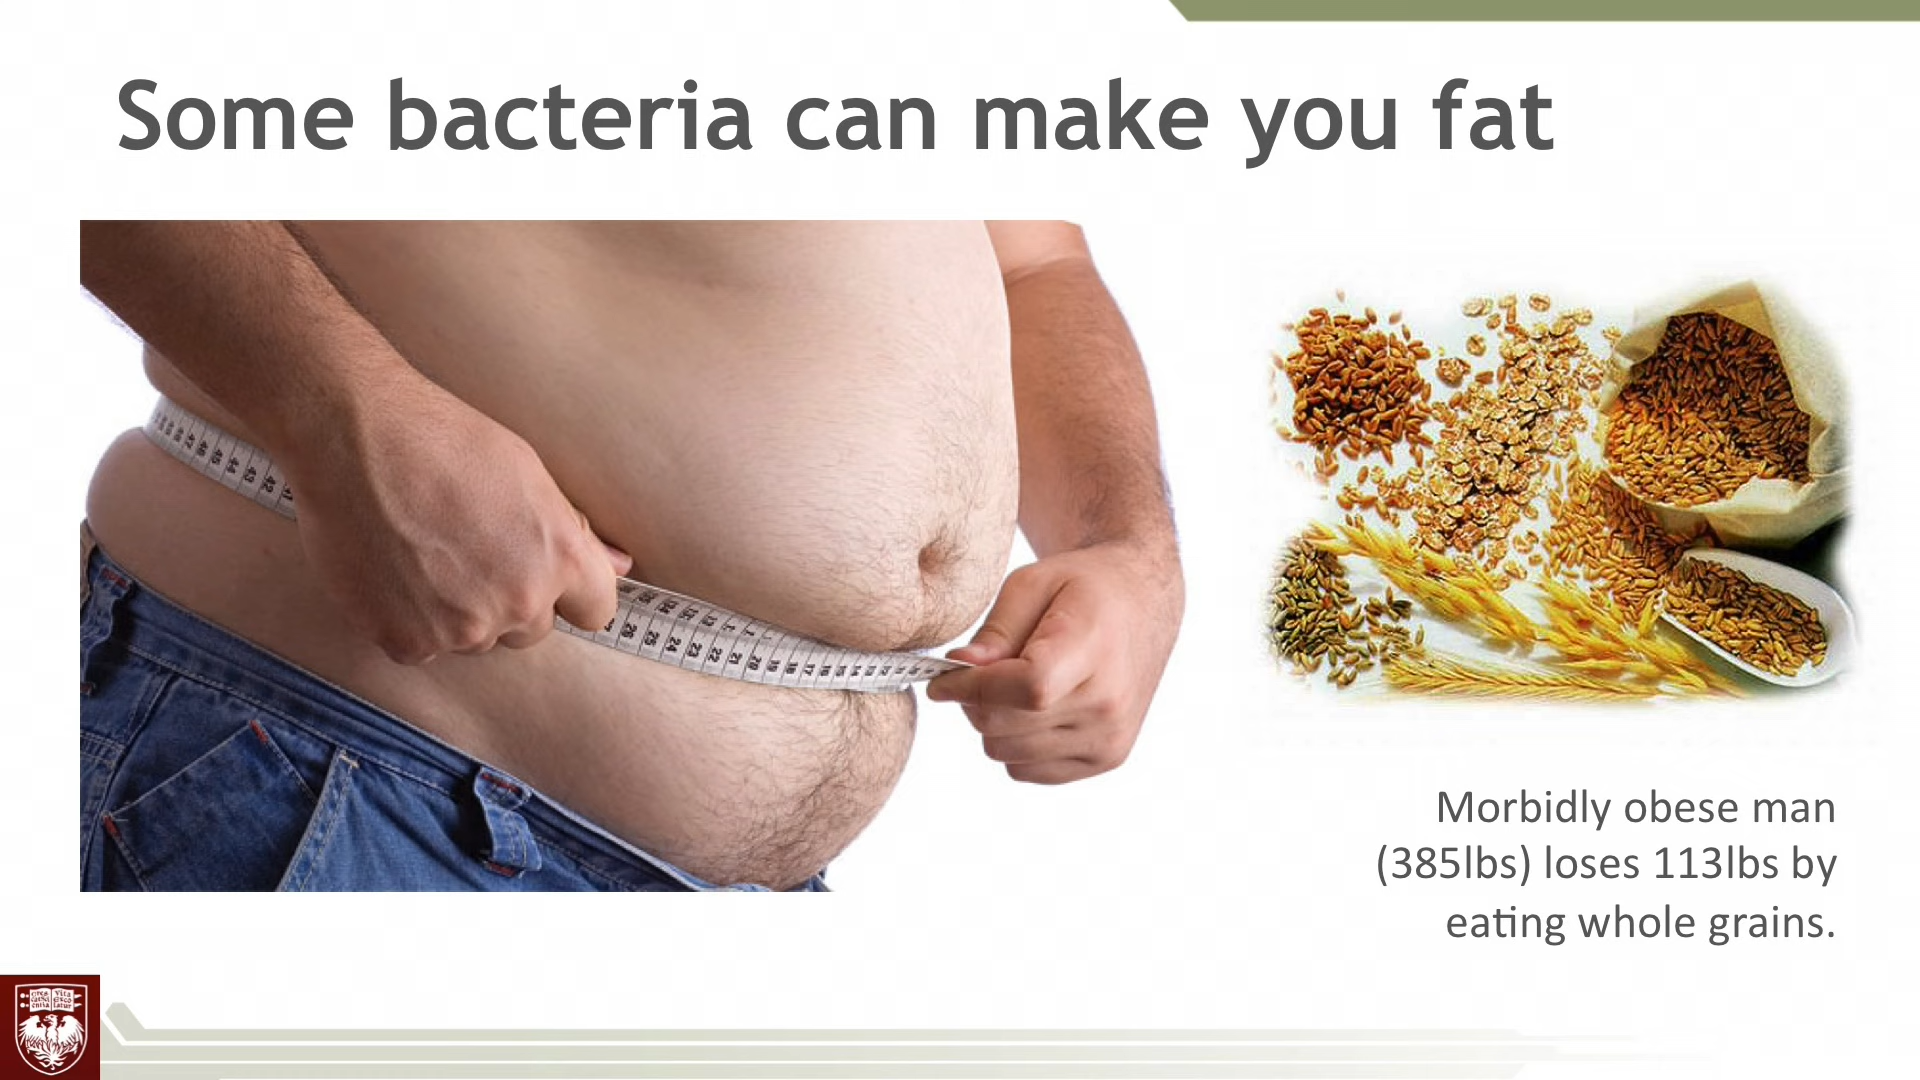 Some bacteria can make you fat
Morbidly obese man
(385lbs) loses 113lbs by
eating whole grains.